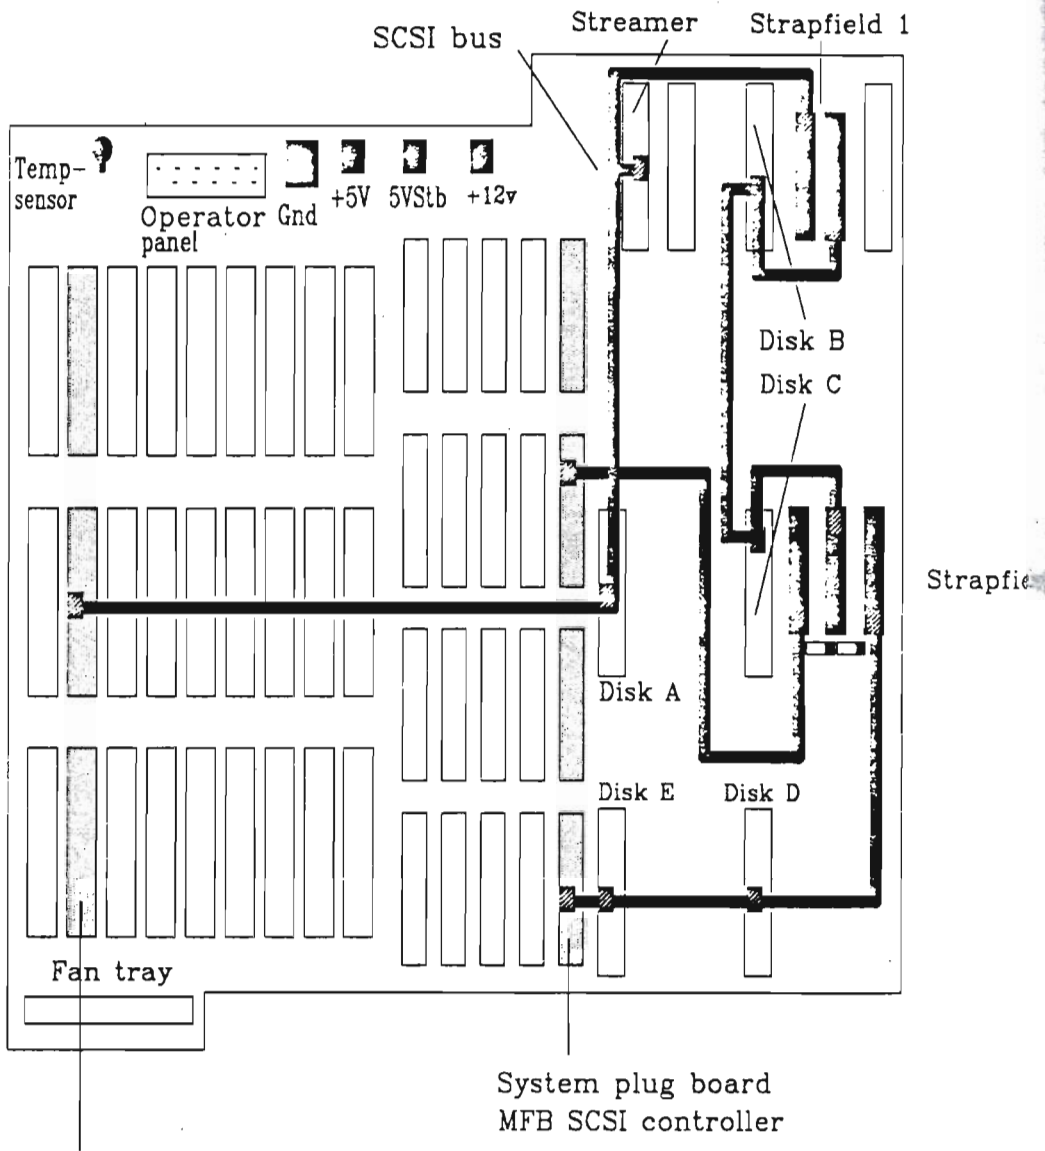 Streamer
Strapfield 1
SCSI bus
Temp-
sensor
Operator
panel
Gnd
+5V
5VStb
+12v
Disk B
Disk C
Disk A
Disk E
Disk D
Fan tray
System plug board
MFB SCSI controller